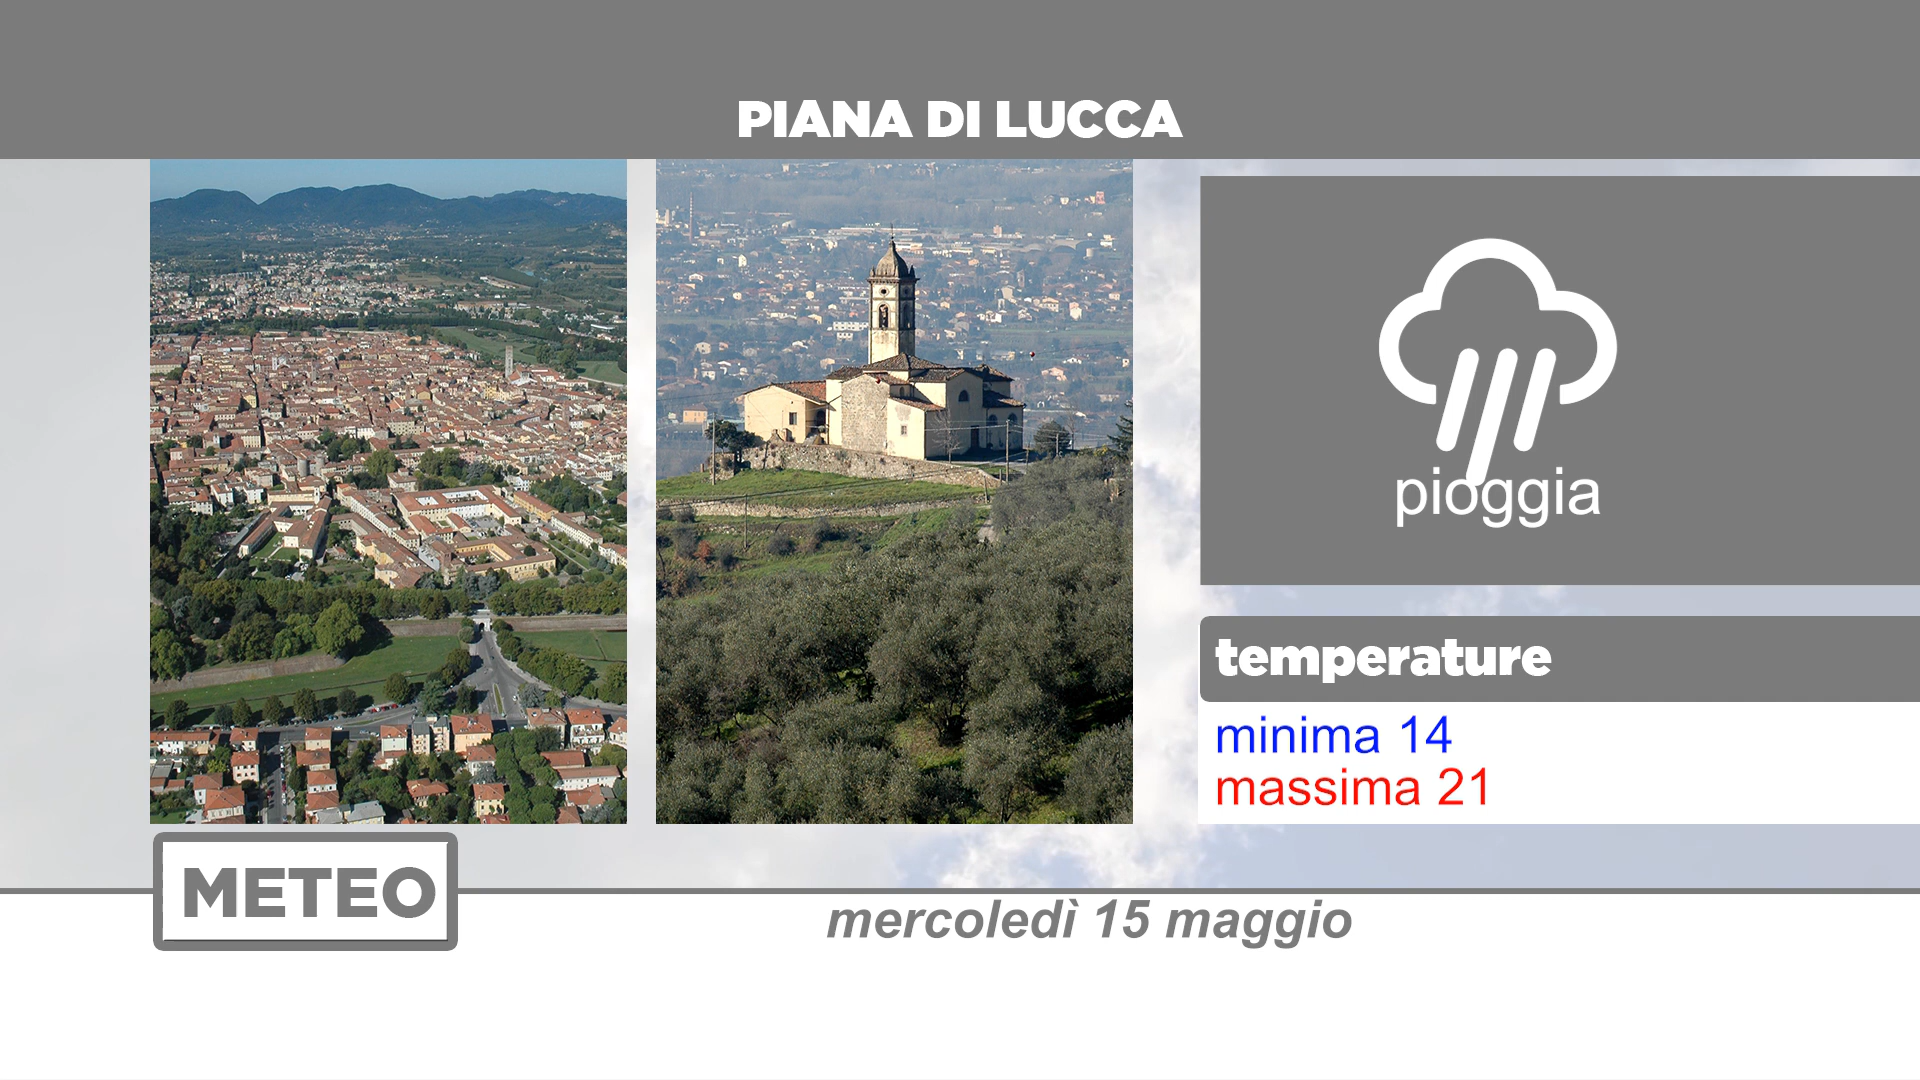 PIANA DI LUCCA
pioggia
temperature
minima 14
massima 21
METEO
mercoledì 15 maggio